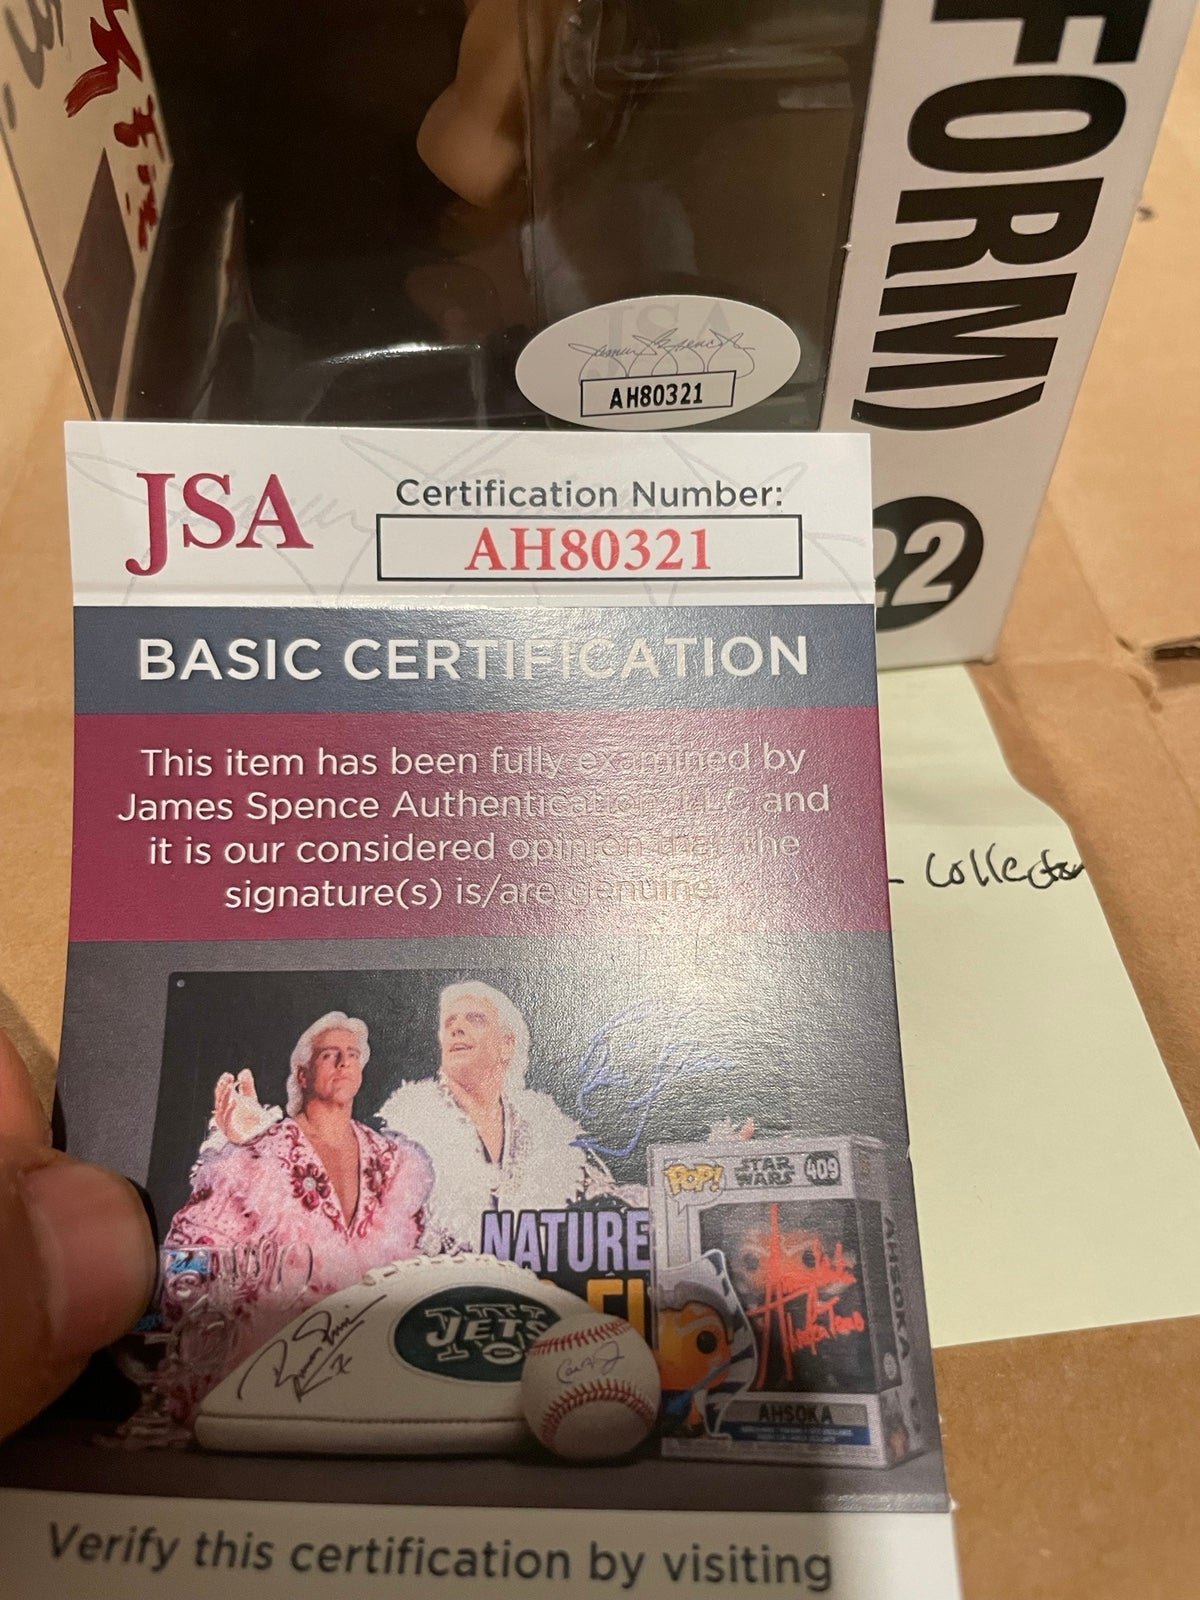 FORM)
22
JSA
AH80321
JSA
Certification Number:
AH80321
BASIC CERTIFICATION
This item has been fully examined by
James Spence Authentication, LLC and
it is our considered opinion that the
signature(s) is/are genuine.
Collector
NATURE
JETS
POP!
STAR
WARS
409
AHSOKA
AHSOKA
Verify this certification by visiting